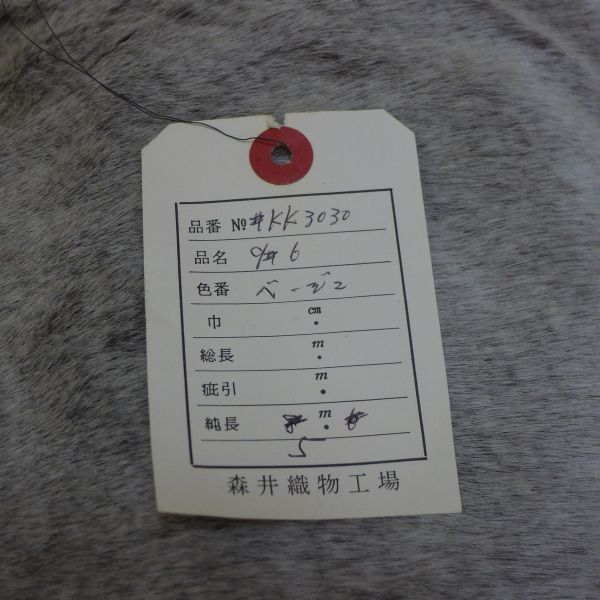 品番 № #KK3030
品名 #6
色番 ベージュ
巾 cm
総長 m
疵引 m
純長 m
5
森井織物工場